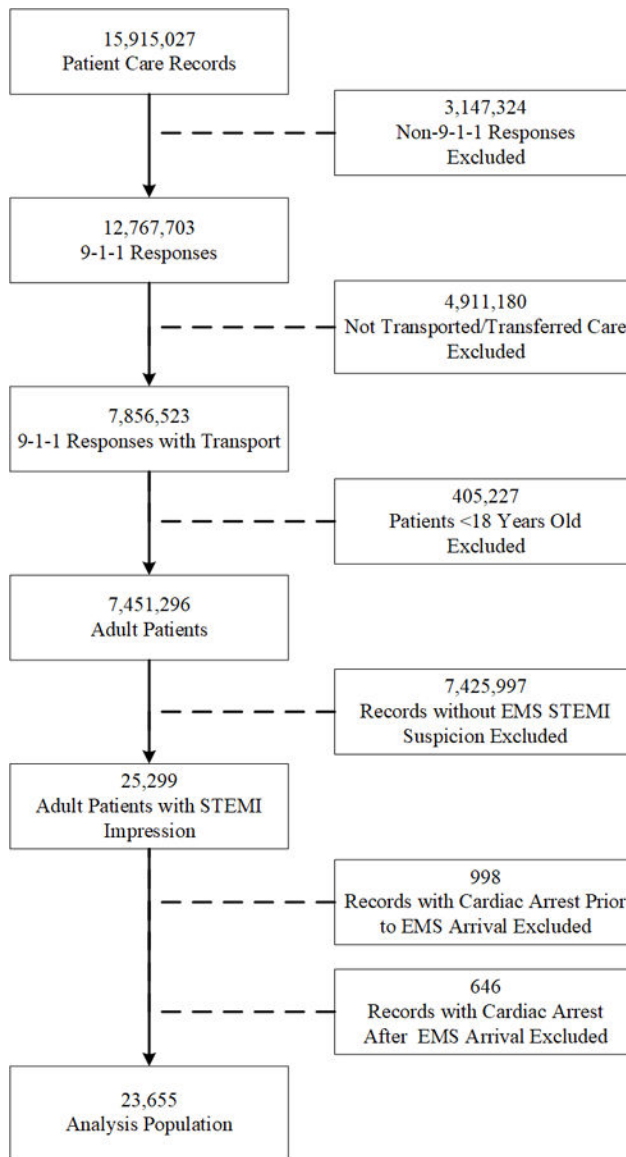 15,915,027
Patient Care Records
3,147,324
Non-9-1-1 Responses
Excluded
12,767,703
9-1-1 Responses
4,911,180
Not Transported/Transferred Care
Excluded
7,856,523
9-1-1 Responses with Transport
405,227
Patients <18 Years Old
Excluded
7,451,296
Adult Patients
7,425,997
Records without EMS STEMI
Suspicion Excluded
25,299
Adult Patients with STEMI
Impression
998
Records with Cardiac Arrest Prior
to EMS Arrival Excluded
646
Records with Cardiac Arrest
After EMS Arrival Excluded
23,655
Analysis Population